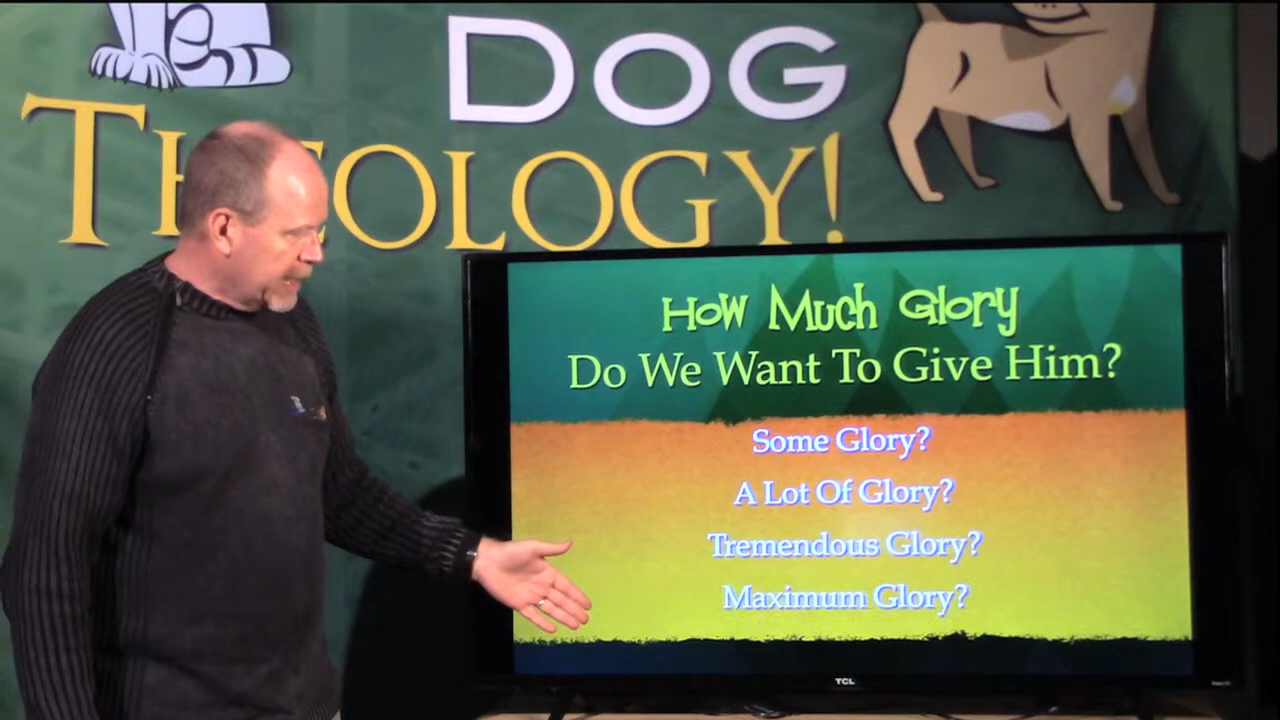 DOG
THEOLOGY!
How Much Glory
Do We Want To Give Him?
Some Glory?
A Lot Of Glory?
Tremendous Glory?
Maximum Glory?
TCL